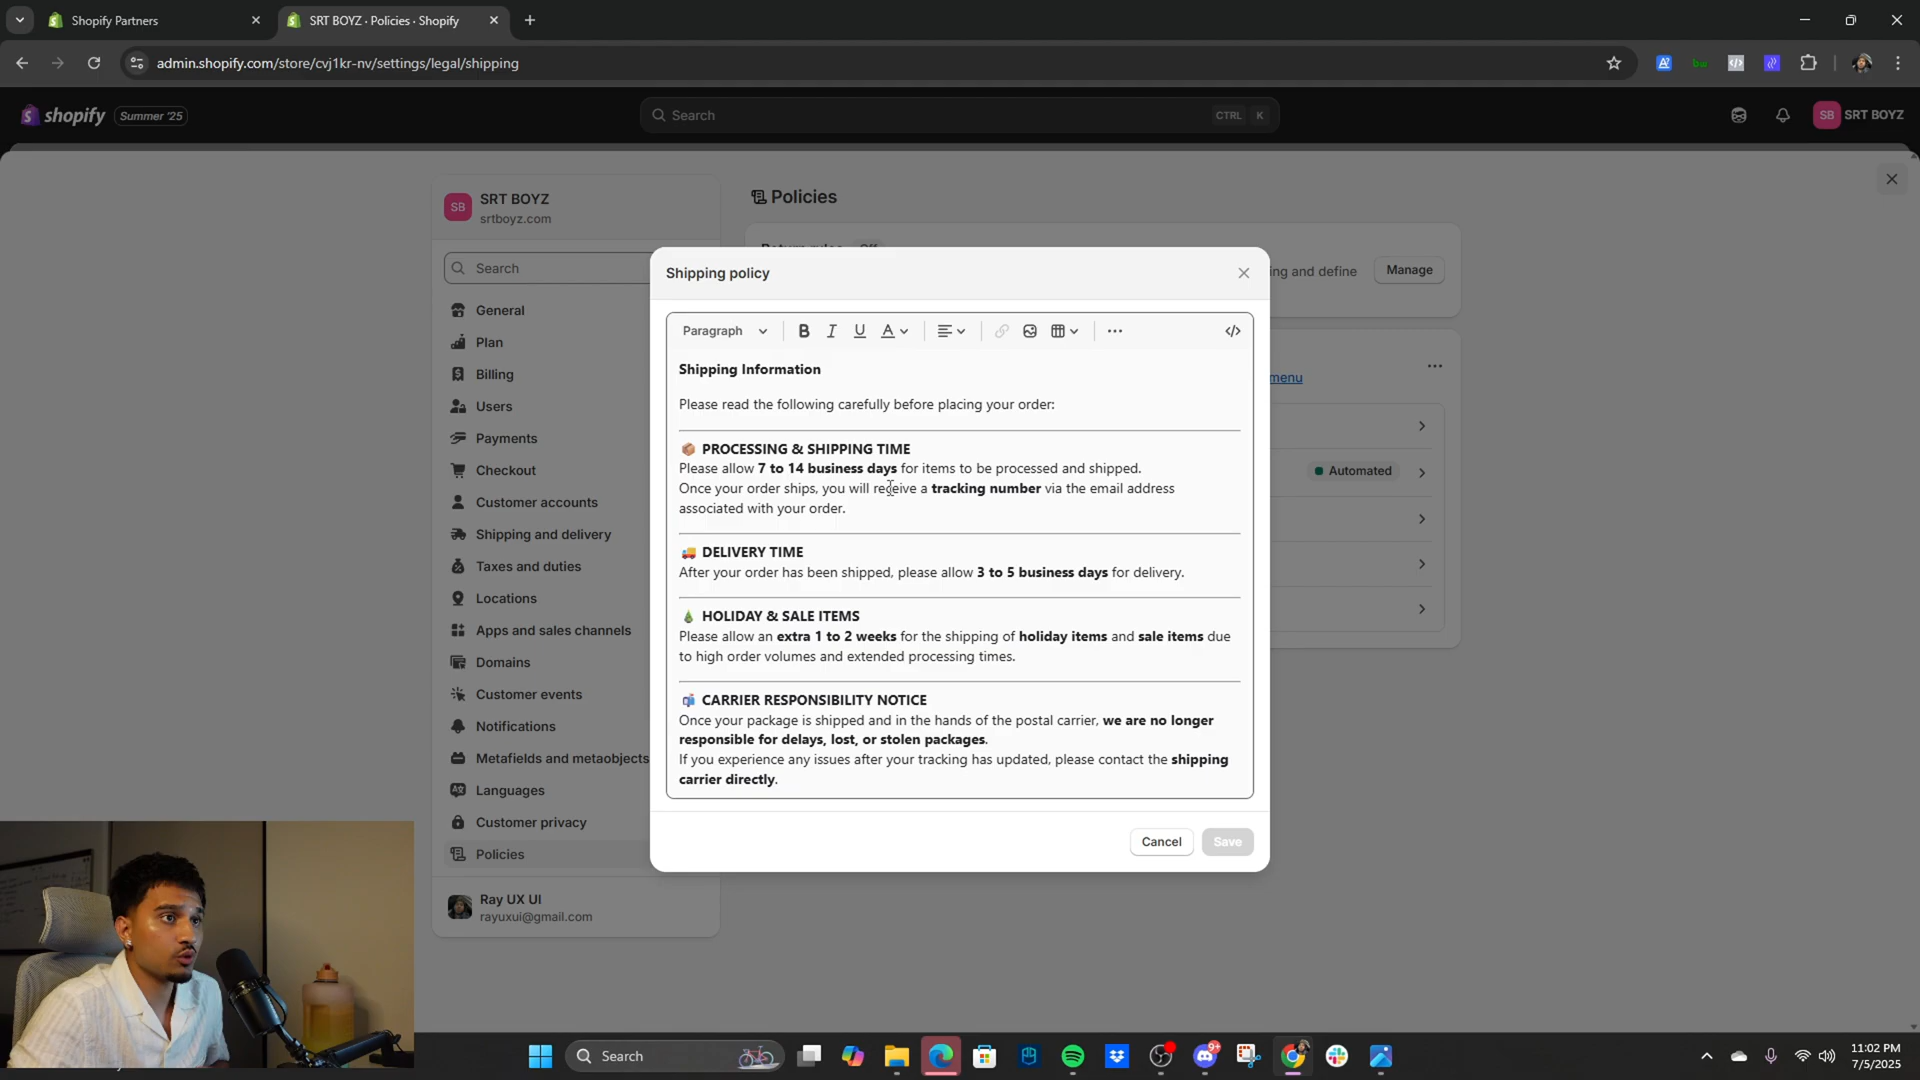 Shopify Partners
SRT BOYZ · Policies · Shopify
admin.shopify.com/store/cvj1kr-nv/settings/legal/shipping
shopify
Summer '25
Search
CTRL
K
SB
SRT BOYZ
SB
SRT BOYZ
srtboyz.com
Search
General
Plan
Billing
Users
Payments
Checkout
Customer accounts
Shipping and delivery
Taxes and duties
Locations
Apps and sales channels
Domains
Customer events
Notifications
Metafields and metaobjects
Languages
Customer privacy
Policies
Ray UX UI
rayuxui@gmail.com
Policies
ing and define
Manage
menu
Automated
Shipping policy
Paragraph
B
I
U
A
Shipping Information
Please read the following carefully before placing your order:
📦 PROCESSING & SHIPPING TIME
Please allow 7 to 14 business days for items to be processed and shipped.
Once your order ships, you will receive a tracking number via the email address
associated with your order.
🚚 DELIVERY TIME
After your order has been shipped, please allow 3 to 5 business days for delivery.
🎄 HOLIDAY & SALE ITEMS
Please allow an extra 1 to 2 weeks for the shipping of holiday items and sale items due
to high order volumes and extended processing times.
📬 CARRIER RESPONSIBILITY NOTICE
Once your package is shipped and in the hands of the postal carrier, we are no longer
responsible for delays, lost, or stolen packages.
If you experience any issues after your tracking has updated, please contact the shipping
carrier directly.
Cancel
Save
Search
9+
11:02 PM
7/5/2025